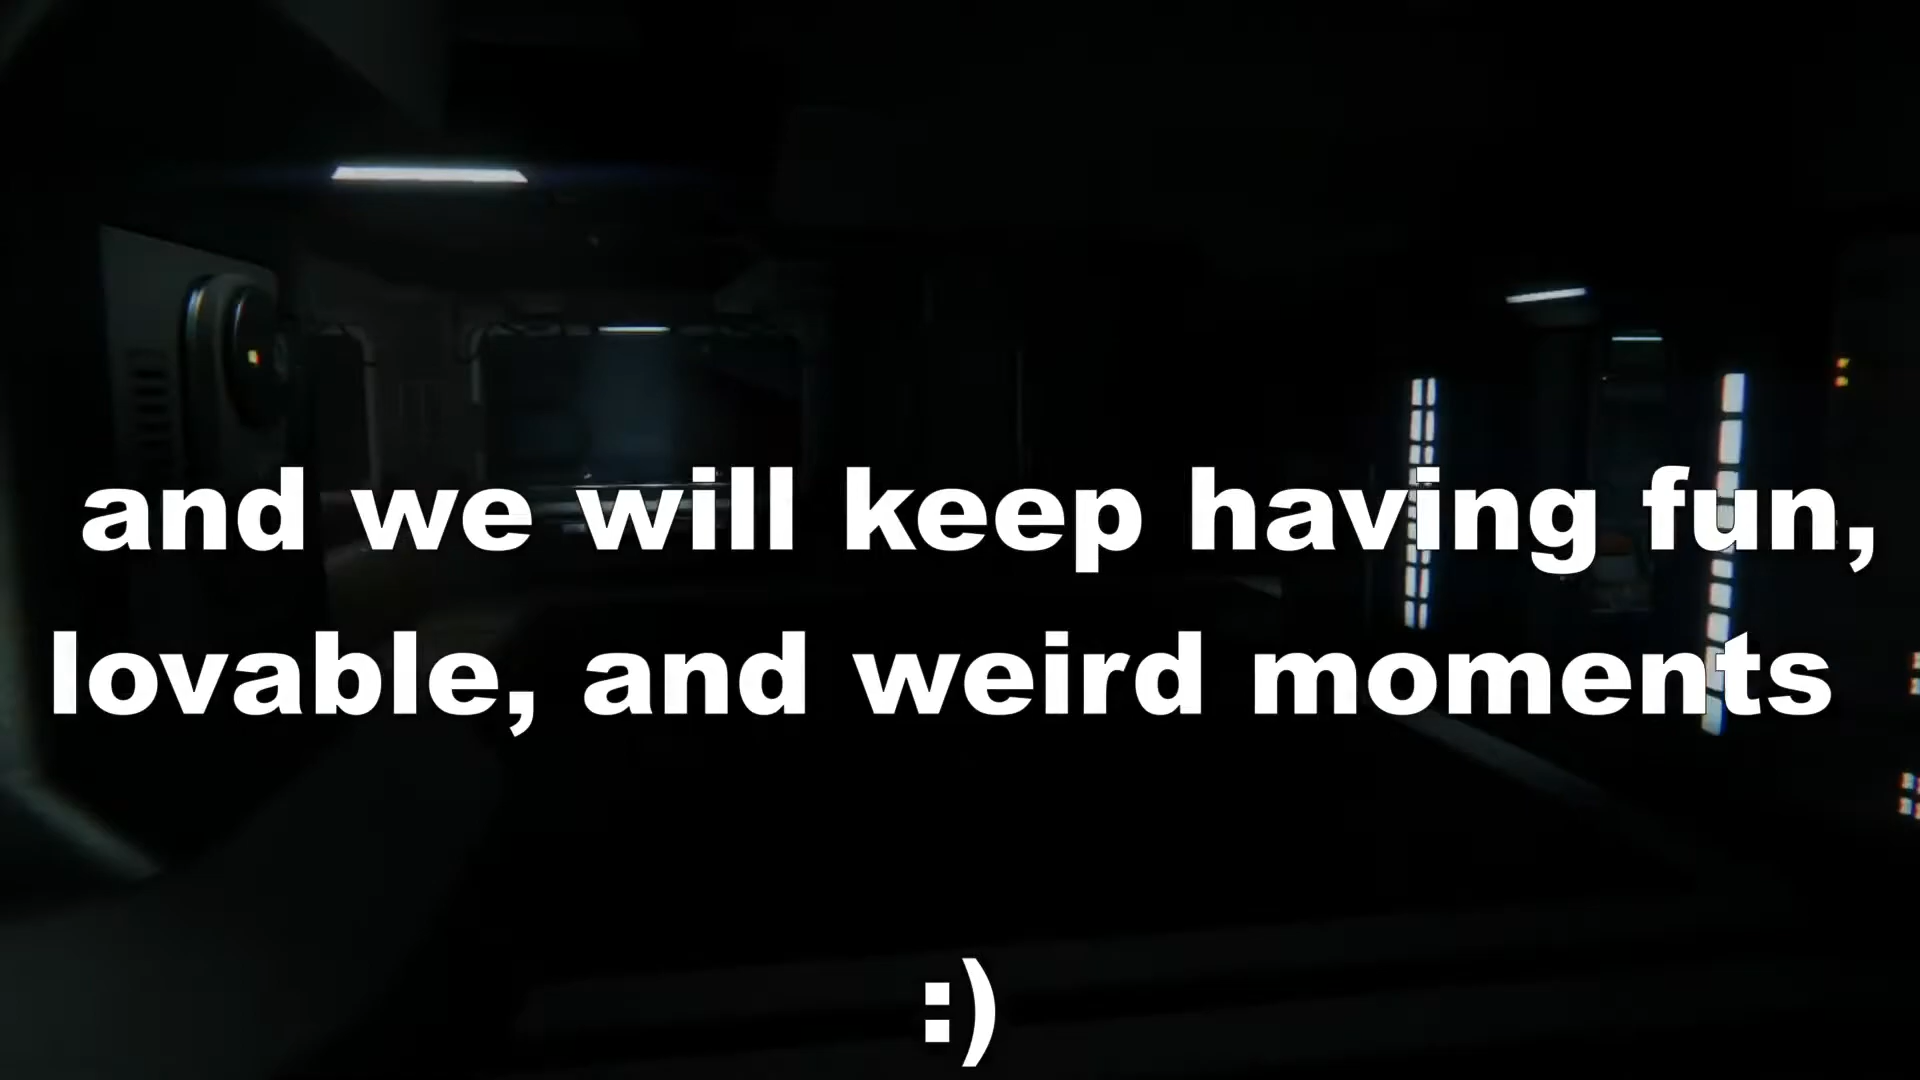 and we will keep having fun,
lovable, and weird moments
:)